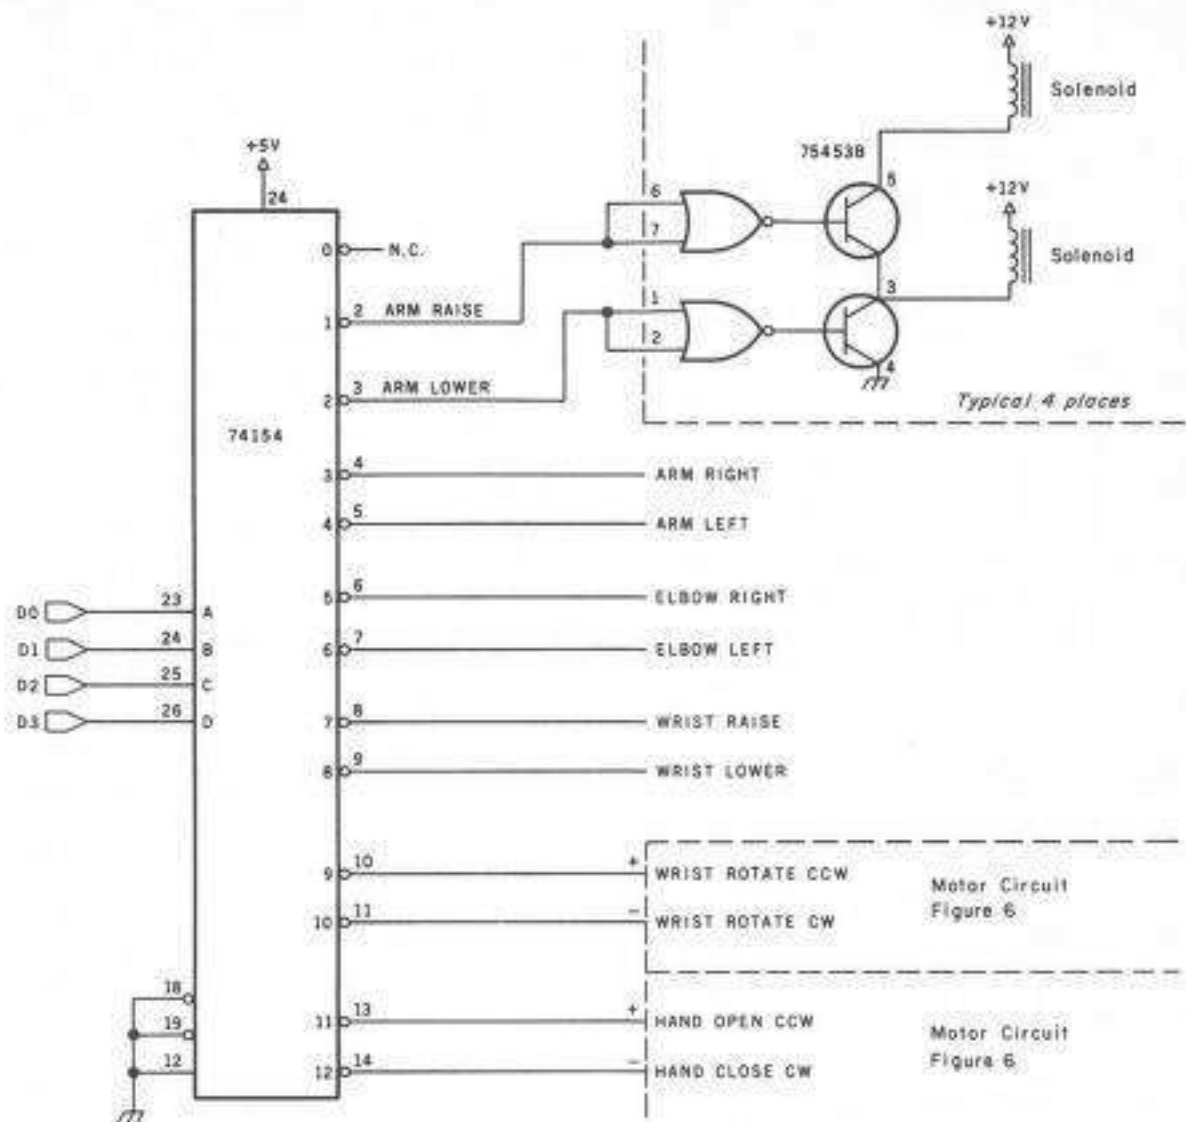 +12V
Solenoid
75453B
5
+5V
24
+12V
6
0 N.C.
7
Solenoid
3
2 ARM RAISE
1
1
2
4
3 ARM LOWER
2
Typical 4 places
74154
4
3 ARM RIGHT
5
4 ARM LEFT
6
5 ELBOW RIGHT
D0 23 A
7
D1 24 B 6 ELBOW LEFT
D2 25 C
8
D3 26 D 7 WRIST RAISE
9
8 WRIST LOWER
10 +
9 WRIST ROTATE CCW
Motor Circuit
Figure 6
11 -
10 WRIST ROTATE CW
18
13 +
19 11 HAND OPEN CCW
Motor Circuit
Figure 6
14 -
12 12 HAND CLOSE CW